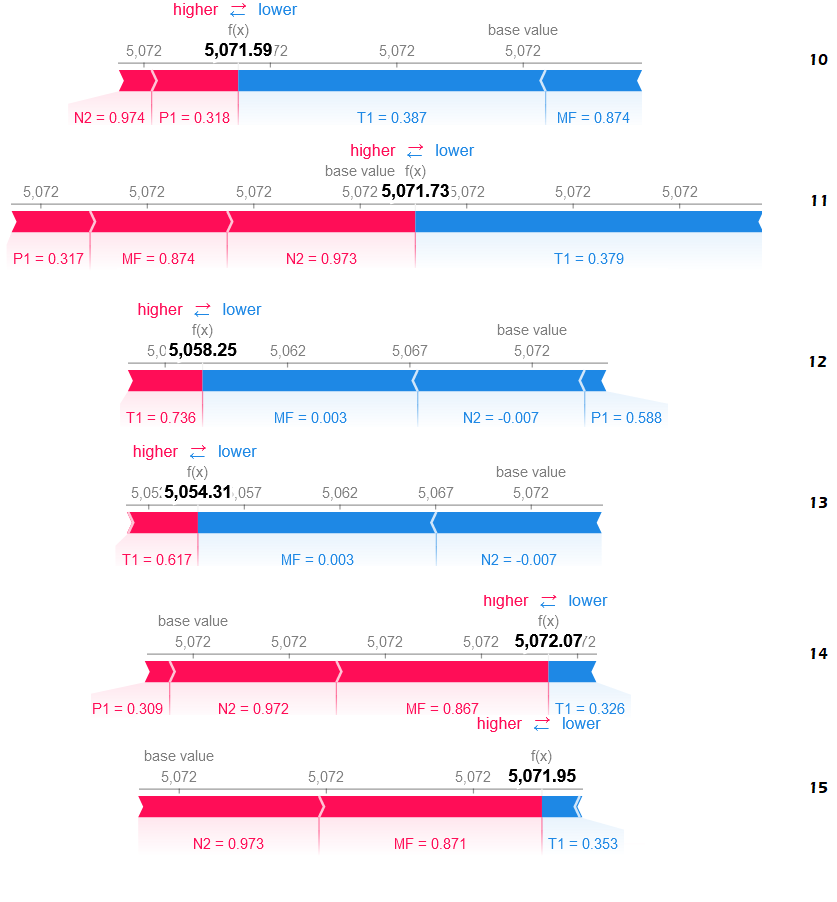 higher ⇄ lower
f(x) base value
5,072 5,071.59 72 5,072 5,072
10
N2 = 0.974 P1 = 0.318 T1 = 0.387 MF = 0.874
higher ⇄ lower
base value f(x)
5,072 5,072 5,072 5,072 5,071.73 5,072 5,072 5,072
11
P1 = 0.317 MF = 0.874 N2 = 0.973 T1 = 0.379
higher ⇄ lower
f(x) base value
5,0 5,058.25 5,062 5,067 5,072
12
T1 = 0.736 MF = 0.003 N2 = -0.007 P1 = 0.588
higher ⇄ lower
f(x) base value
5,052 5,054.31 ,057 5,062 5,067 5,072
13
T1 = 0.617 MF = 0.003 N2 = -0.007
higher ⇄ lower
base value f(x)
5,072 5,072 5,072 5,072 5,072.07 72
14
P1 = 0.309 N2 = 0.972 MF = 0.867 T1 = 0.326
higher ⇄ lower
base value f(x)
5,072 5,072 5,072 5,071.95
15
N2 = 0.973 MF = 0.871 T1 = 0.353